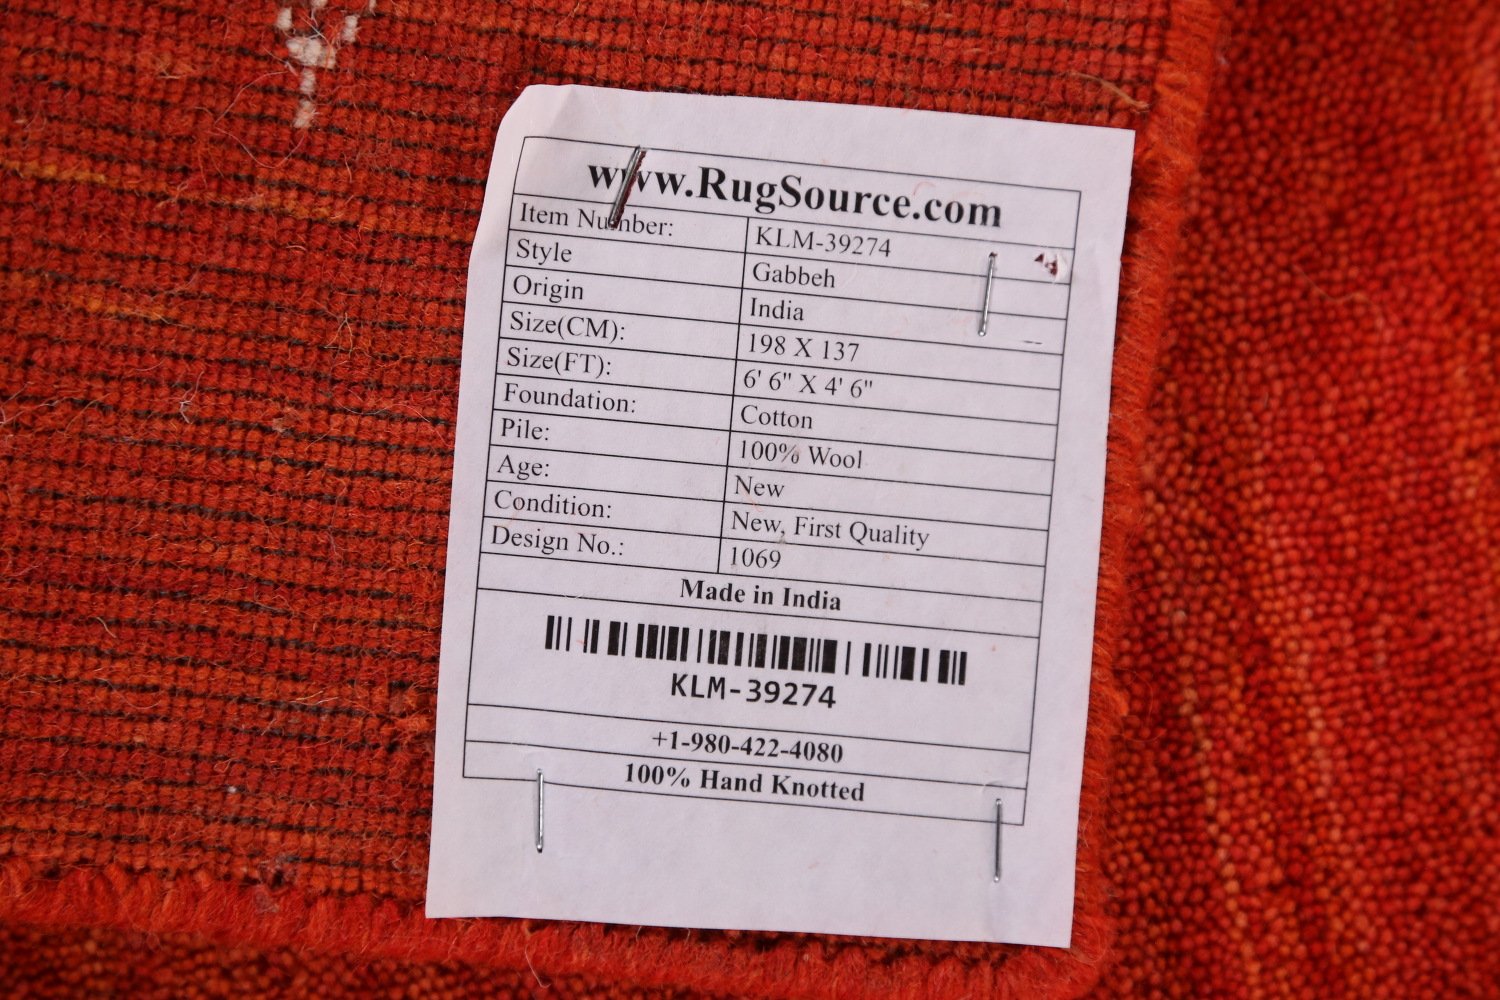 www.RugSource.com
Item Number: KLM-39274
Style Gabbeh
Origin India
Size(CM): 198 X 137
Size(FT): 6' 6" X 4' 6"
Foundation: Cotton
Pile: 100% Wool
Age: New
Condition: New, First Quality
Design No.: 1069
Made in India
KLM-39274
+1-980-422-4080
100% Hand Knotted